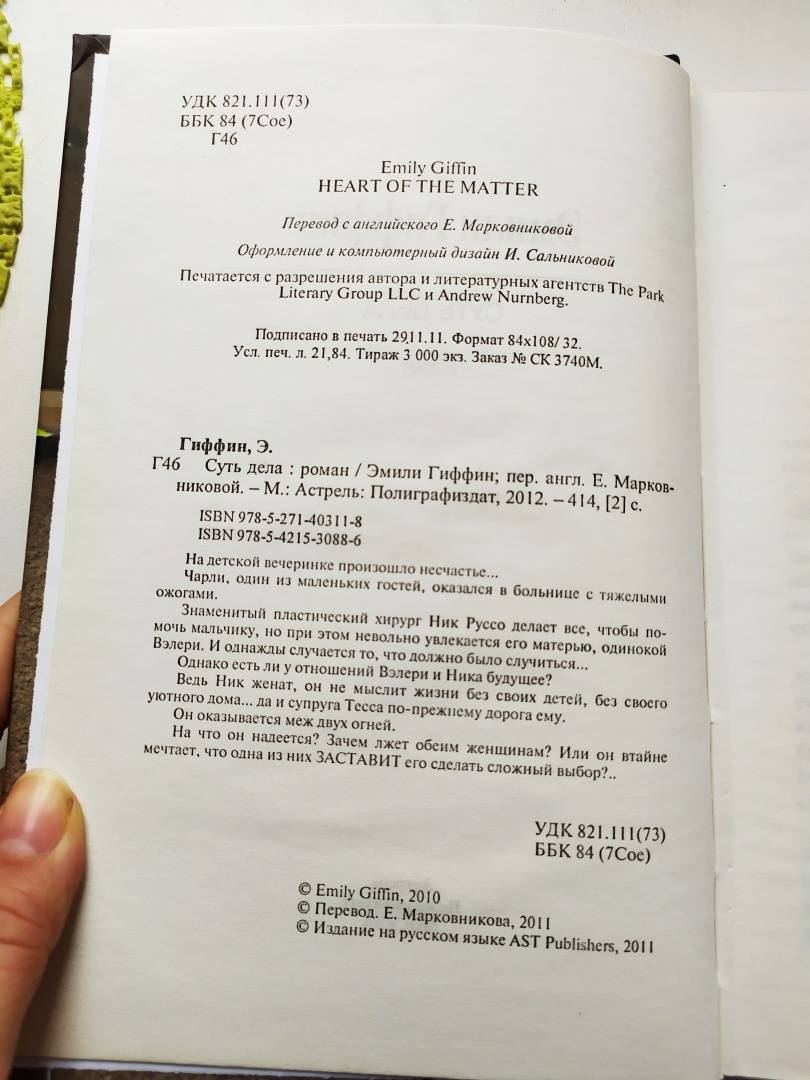 УДК 821.111(73)
ББК 84 (7Сое)
Г46
Emily Giffin
HEART OF THE MATTER
Перевод с английского Е. Марковниковой
Оформление и компьютерный дизайн И. Сальниковой
Печатается с разрешения автора и литературных агентств The Park
Literary Group LLC и Andrew Nurnberg.
Подписано в печать 29.11.11. Формат 84x108/ 32.
Усл. печ. л. 21,84. Тираж 3 000 экз. Заказ № СК 3740М.
Гиффин, Э.
Г46 Суть дела : роман / Эмили Гиффин; пер. англ. Е. Марков-
никовой. – М.: Астрель: Полиграфиздат, 2012. – 414, [2] с.
ISBN 978-5-271-40311-8
ISBN 978-5-4215-3088-6
На детской вечеринке произошло несчастье...
Чарли, один из маленьких гостей, оказался в больнице с тяжелыми
ожогами.
Знаменитый пластический хирург Ник Руссо делает все, чтобы по-
мочь мальчику, но при этом невольно увлекается его матерью, одинокой
Вэлери. И однажды случается то, что должно было случиться...
Однако есть ли у отношений Вэлери и Ника будущее?
Ведь Ник женат, он не мыслит жизни без своих детей, без своего
уютного дома... да и супруга Тесса по-прежнему дорога ему.
Он оказывается меж двух огней.
На что он надеется? Зачем лжет обеим женщинам? Или он втайне
мечтает, что одна из них ЗАСТАВИТ его сделать сложный выбор?..
УДК 821.111(73)
ББК 84 (7Сое)
© Emily Giffin, 2010
© Перевод. Е. Марковникова, 2011
© Издание на русском языке AST Publishers, 2011